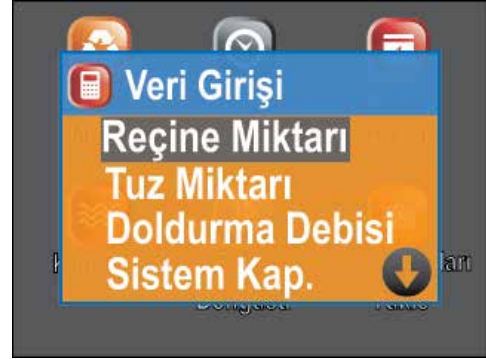 Veri Girişi
Reçine Miktarı
Tuz Miktarı
Doldurma Debisi
Sistem Kap.